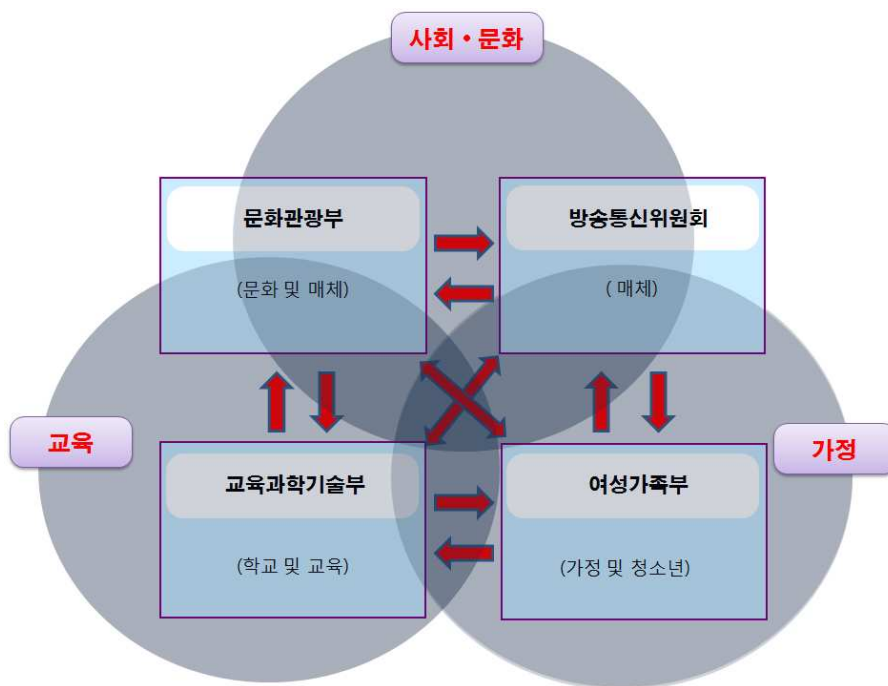 사회・문화
문화관광부
방송통신위원회
(문화 및 매체)
( 매체)
교육
가정
교육과학기술부
여성가족부
(학교 및 교육)
(가정 및 청소년)